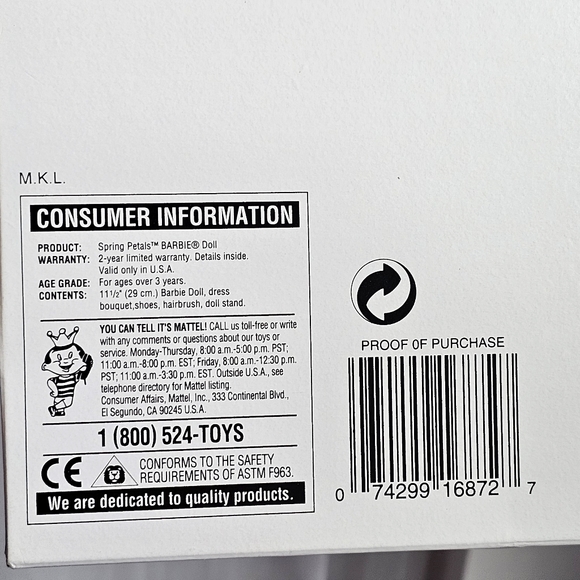 M.K.L.
CONSUMER INFORMATION
PRODUCT: Spring Petals™ BARBIE® Doll
WARRANTY: 2-year limited warranty. Details inside.
Valid only in U.S.A.
AGE GRADE: For ages over 3 years.
CONTENTS: 11½" (29 cm.) Barbie Doll, dress
bouquet,shoes, hairbrush, doll stand.
YOU CAN TELL IT'S MATTEL! CALL us toll-free or write
with any comments or questions about our toys or
service. Monday-Thursday, 8:00 a.m.-5:00 p.m. PST;
11:00 a.m.-8:00 p.m. EST; Friday, 8:00 a.m.-12:30 p.m.
PST; 11:00 a.m.-3:30 p.m. EST. Outside U.S.A., see
telephone directory for Mattel listing.
Consumer Affairs, Mattel, Inc., 333 Continental Blvd.,
El Segundo, CA 90245 U.S.A.
1 (800) 524-TOYS
CE
CONFORMS TO THE SAFETY
REQUIREMENTS OF ASTM F963.
We are dedicated to quality products.
PROOF OF PURCHASE
0 74299 16872 7